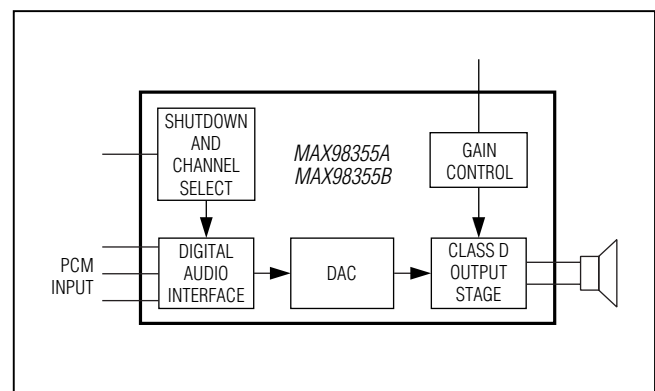 SHUTDOWN
AND
CHANNEL
SELECT
MAX98355A
MAX98355B
GAIN
CONTROL
PCM
INPUT
DIGITAL
AUDIO
INTERFACE
DAC
CLASS D
OUTPUT
STAGE